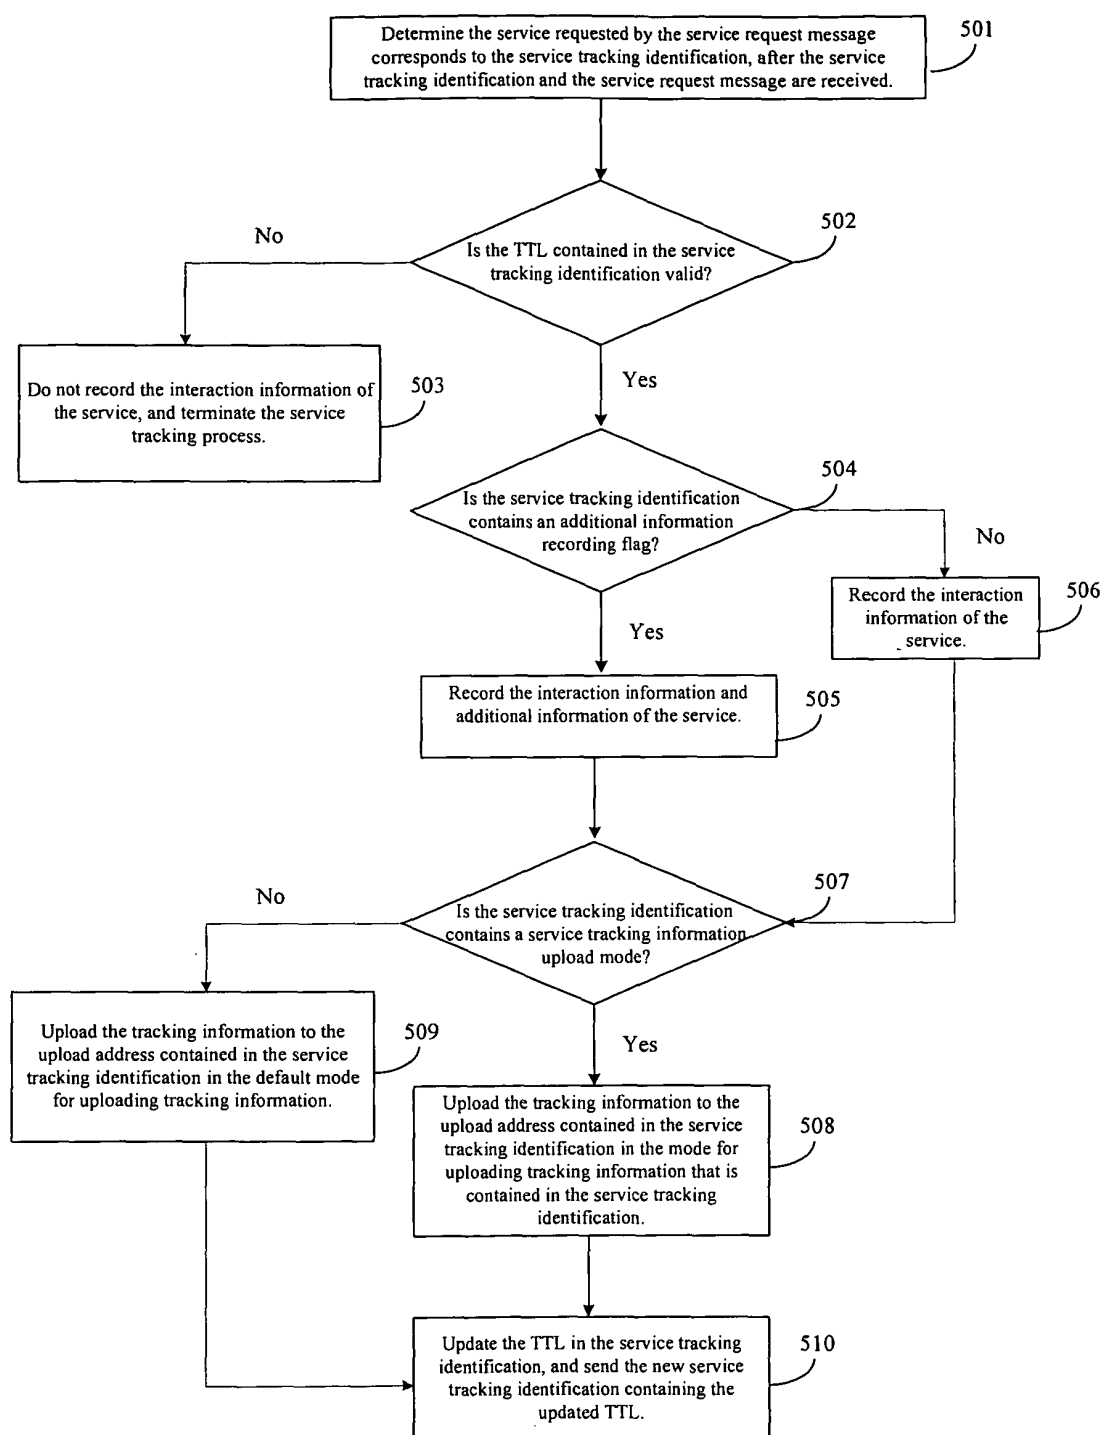 Determine the service requested by the service request message
corresponds to the service tracking identification, after the service
tracking identification and the service request message are received.
501
Is the TTL contained in the service
tracking identification valid?
502
No
Yes
Do not record the interaction information of
the service, and terminate the service
tracking process.
503
Is the service tracking identification
contains an additional information
recording flag?
504
No
Yes
Record the interaction
information of the
service.
506
Record the interaction information and
additional information of the service.
505
Is the service tracking identification
contains a service tracking information
upload mode?
507
No
Yes
Upload the tracking information to the
upload address contained in the service
tracking identification in the default mode
for uploading tracking information.
509
Upload the tracking information to the
upload address contained in the service
tracking identification in the mode for
uploading tracking information that is
contained in the service tracking
identification.
508
Update the TTL in the service tracking
identification, and send the new service
tracking identification containing the
updated TTL.
510